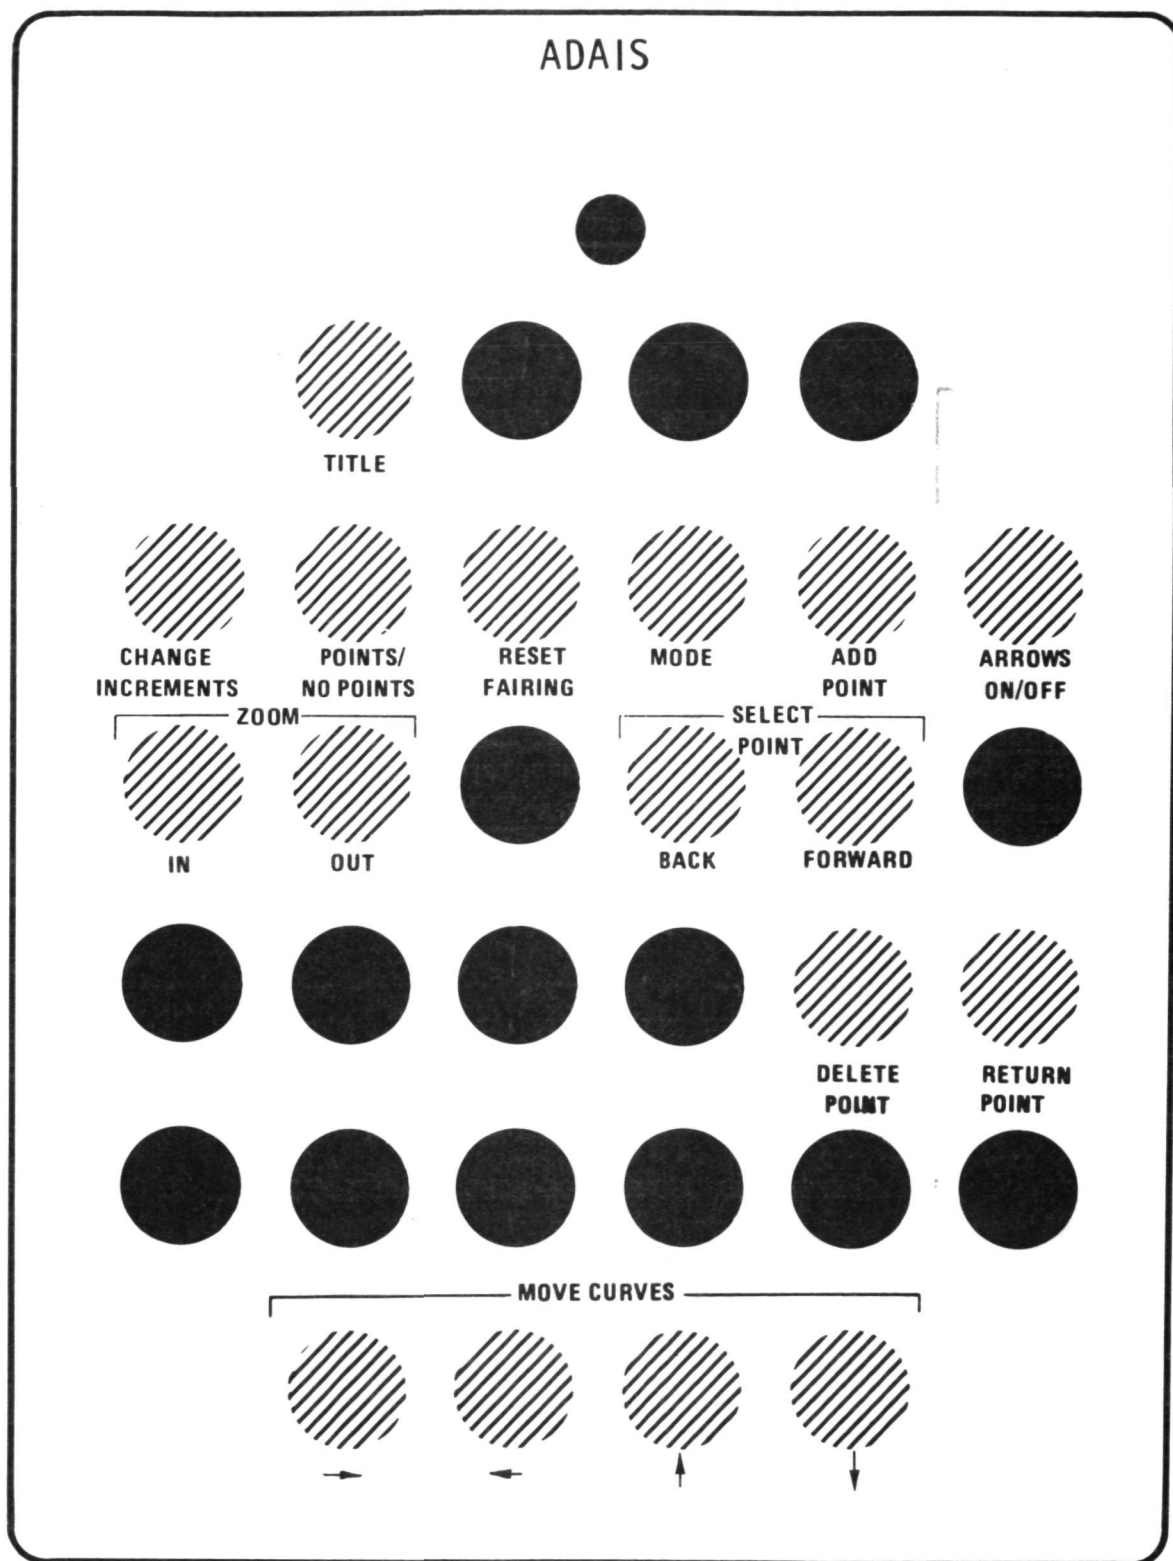 ADAIS
TITLE
CHANGE INCREMENTS
POINTS/ NO POINTS
RESET FAIRING
MODE
ADD POINT
ARROWS ON/OFF
ZOOM
SELECT POINT
IN
OUT
BACK
FORWARD
DELETE POINT
RETURN POINT
MOVE CURVES
→ ← ↑ ↓